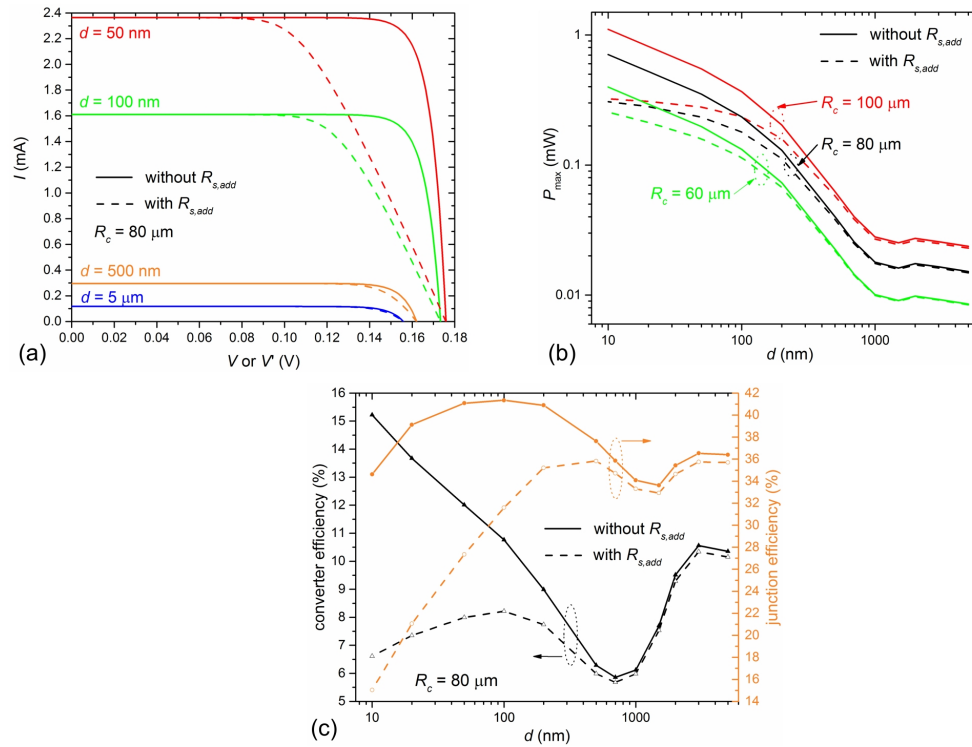 2.4
2.2
2.0
1.8
1.6
1.4
1.2
1.0
0.8
0.6
0.4
0.2
0.0
I (mA)
d = 50 nm
d = 100 nm
without Rs,add
with Rs,add
Rc = 80 μm
d = 500 nm
d = 5 μm
0.00 0.02 0.04 0.06 0.08 0.10 0.12 0.14 0.16 0.18
V or V' (V)
(a)
1
0.1
0.01
Pmax (mW)
without Rs,add
with Rs,add
Rc = 100 μm
Rc = 80 μm
Rc = 60 μm
10 100 1000
d (nm)
(b)
16
15
14
13
12
11
10
9
8
7
6
5
converter efficiency (%)
42
40
38
36
34
32
30
28
26
24
22
20
18
16
14
junction efficiency (%)
without Rs,add
with Rs,add
Rc = 80 μm
10 100 1000
d (nm)
(c)